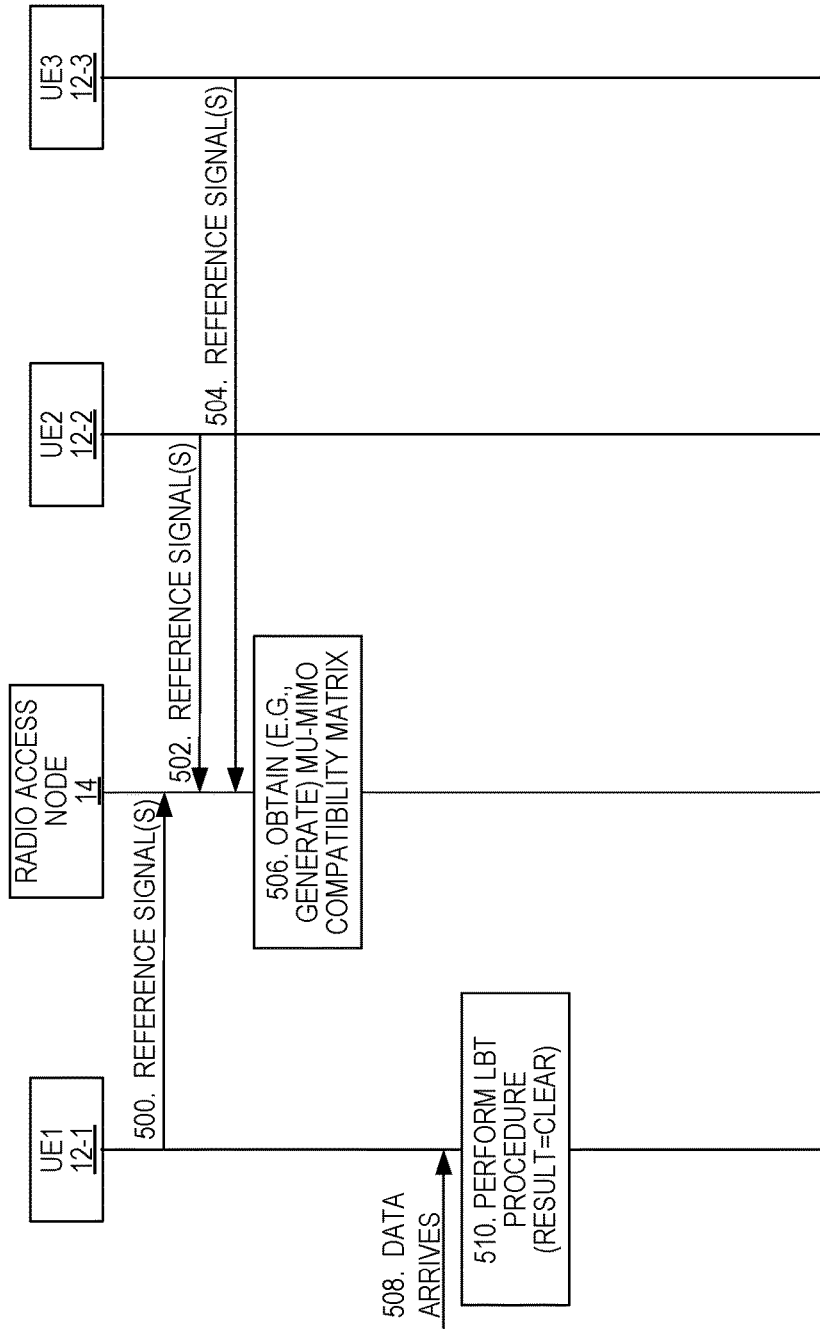 UE1
12-1
RADIO ACCESS
NODE
14
UE2
12-2
UE3
12-3
500. REFERENCE SIGNAL(S)
502. REFERENCE SIGNAL(S)
504. REFERENCE SIGNAL(S)
506. OBTAIN (E.G.,
GENERATE) MU-MIMO
COMPATIBILITY MATRIX
508. DATA
ARRIVES
510. PERFORM LBT
PROCEDURE
(RESULT=CLEAR)